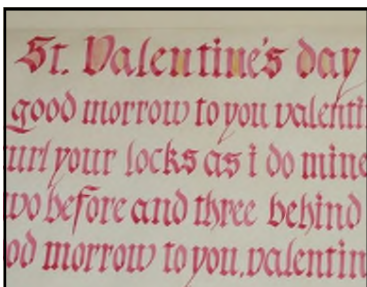 St. Valentine's day
good morrow to you valenti
url your locks as i do mine
wo before and three behind
od morrow to you, valentin